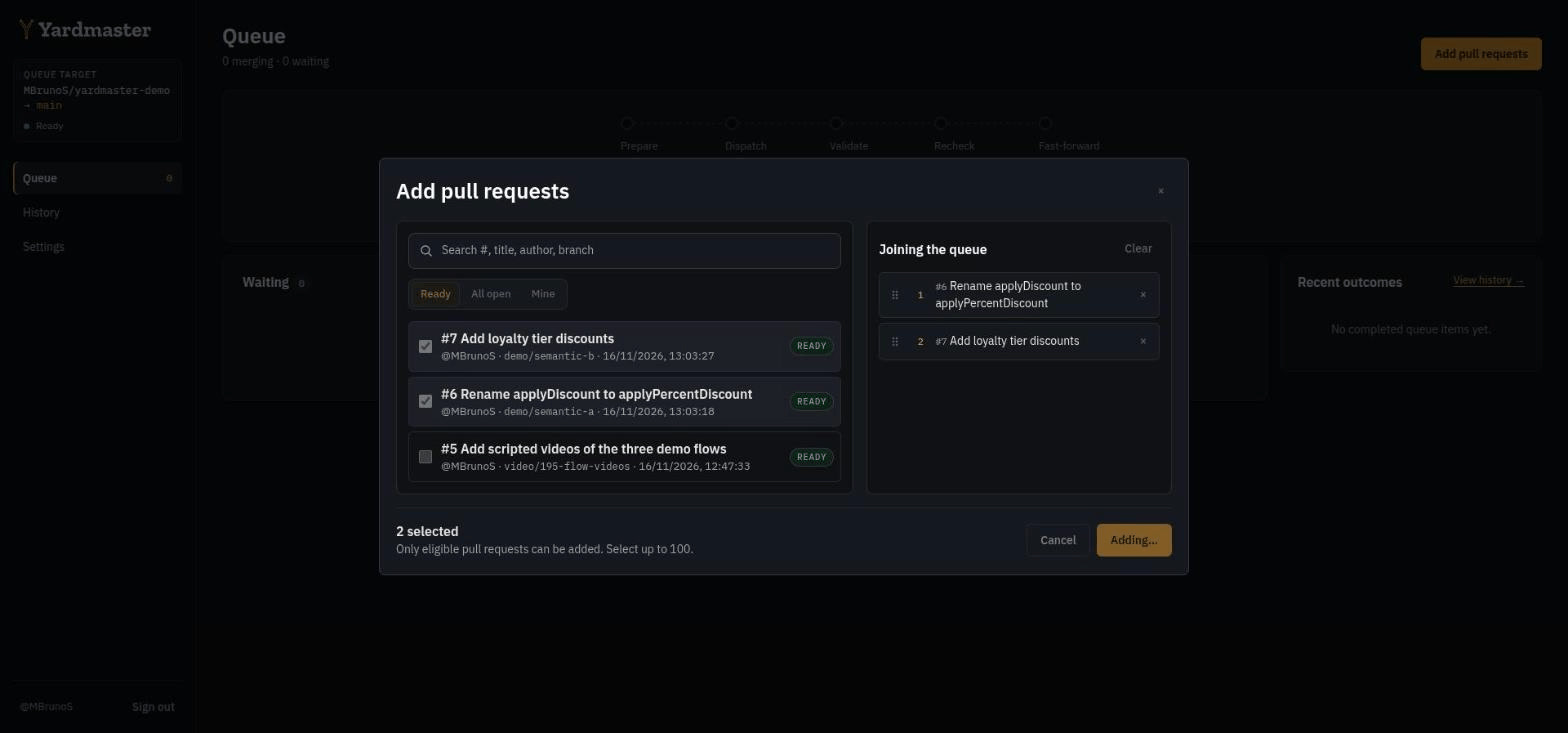 Yardmaster
QUEUE TARGET
MBrunoS/yardmaster-demo
→ main
Ready
Queue 0
History
Settings
@MBrunoS Sign out
Queue
0 merging · 0 waiting
Add pull requests
Prepare Dispatch Validate Recheck Fast-forward
Waiting 0
Recent outcomes View history →
No completed queue items yet.
Add pull requests ×
Search #, title, author, branch
Ready All open Mine
#7 Add loyalty tier discounts
@MBrunoS · demo/semantic-b · 16/11/2026, 13:03:27
READY
#6 Rename applyDiscount to applyPercentDiscount
@MBrunoS · demo/semantic-a · 16/11/2026, 13:03:18
READY
#5 Add scripted videos of the three demo flows
@MBrunoS · video/195-flow-videos · 16/11/2026, 12:47:33
READY
Joining the queue Clear
1 #6 Rename applyDiscount to
applyPercentDiscount ×
2 #7 Add loyalty tier discounts ×
2 selected
Only eligible pull requests can be added. Select up to 100.
Cancel Adding…